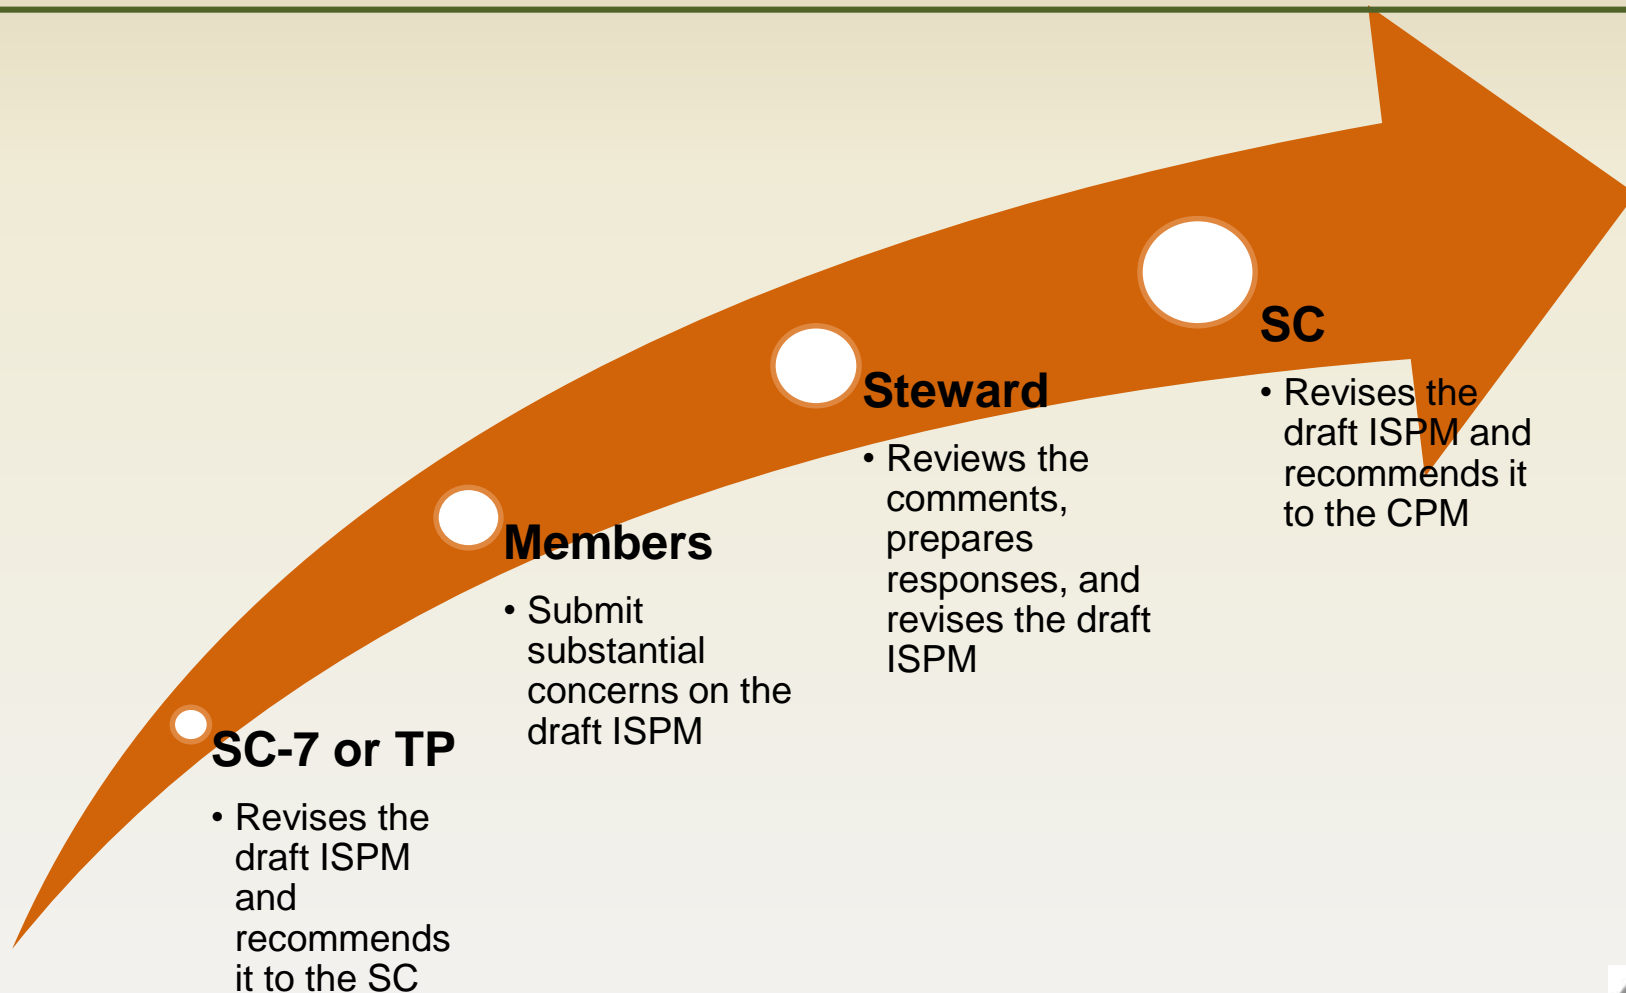 SC-7 or TP
• Revises the
draft ISPM
and
recommends
it to the SC
Members
• Submit
substantial
concerns on the
draft ISPM
Steward
• Reviews the
comments,
prepares
responses, and
revises the draft
ISPM
SC
• Revises the
draft ISPM and
recommends it
to the CPM